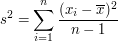 $s^2 = \sum_{i=1}^{n} \frac{(x_i - \overline{x})^2}{n - 1}$